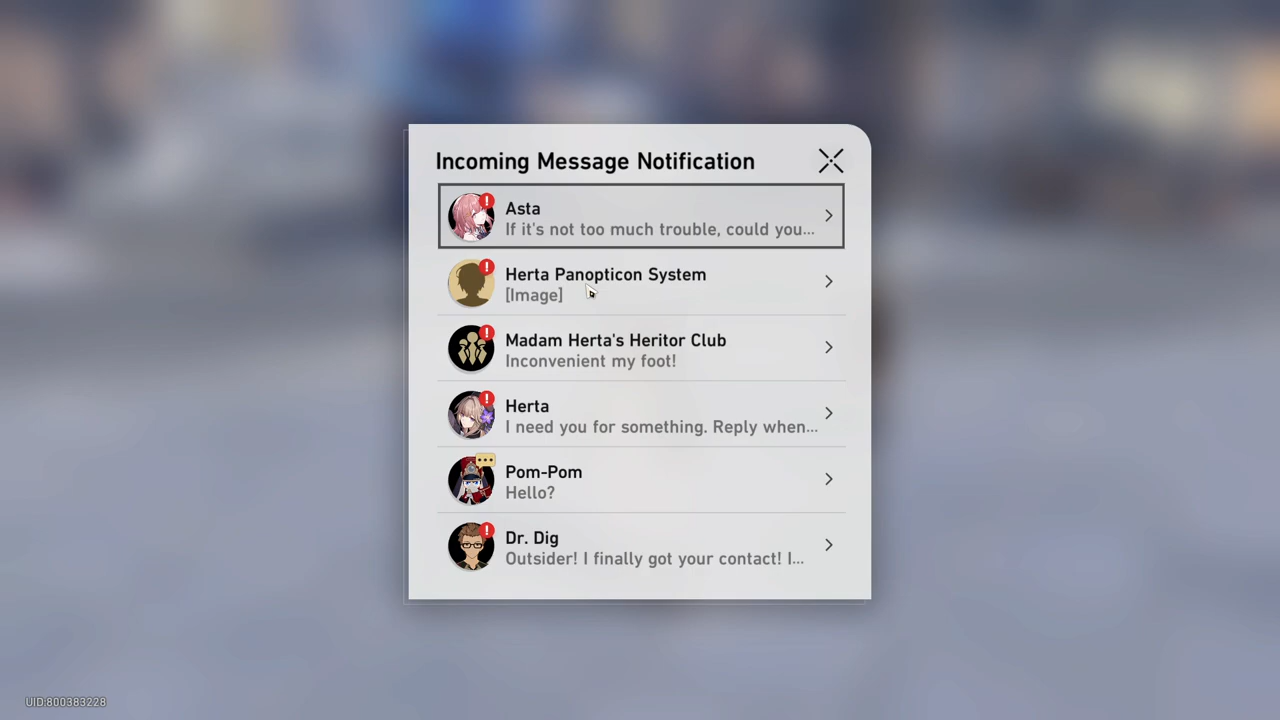 Incoming Message Notification
Asta
If it's not too much trouble, could you...
Herta Panopticon System
[Image]
Madam Herta's Heritor Club
Inconvenient my foot!
Herta
I need you for something. Reply when...
Pom-Pom
Hello?
Dr. Dig
Outsider! I finally got your contact! I...
UID:800383228